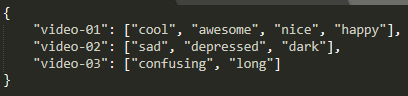 {
    "video-01": ["cool", "awesome", "nice", "happy"],
    "video-02": ["sad", "depressed", "dark"],
    "video-03": ["confusing", "long"]
}